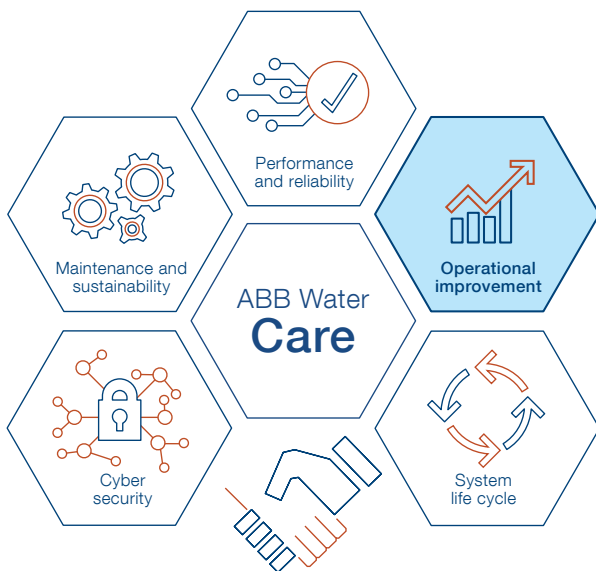 Performance
and reliability
Maintenance and
sustainability
Operational
improvement
ABB Water
Care
Cyber
security
System
life cycle